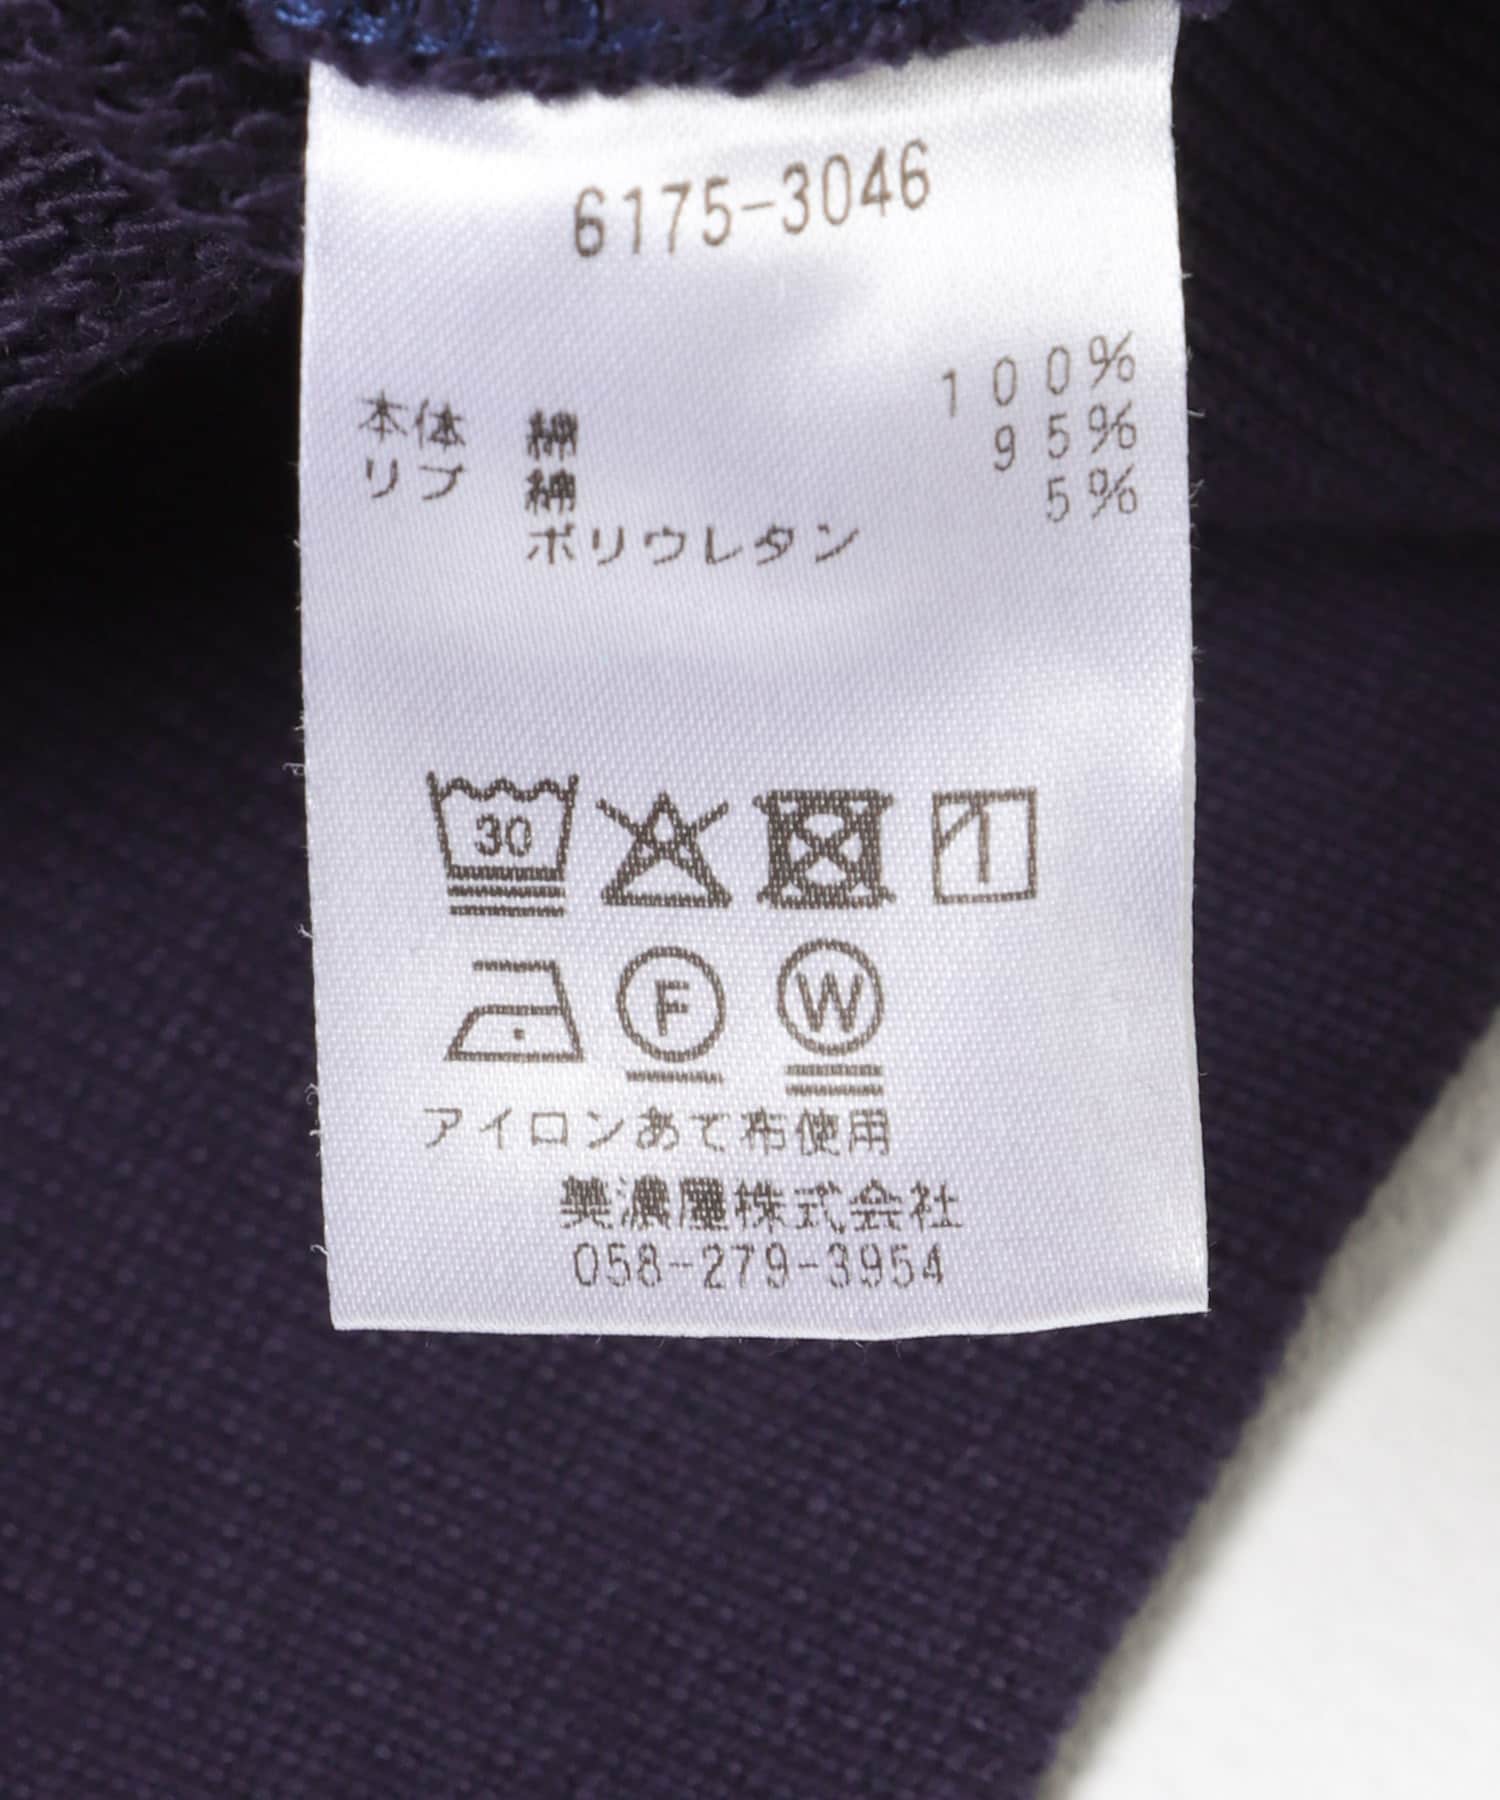 6175-3046
本体 綿 100%
リブ 綿 95%
ポリウレタン 5%
30
F W
アイロンあて布使用
美濃屋株式会社
058-279-3954